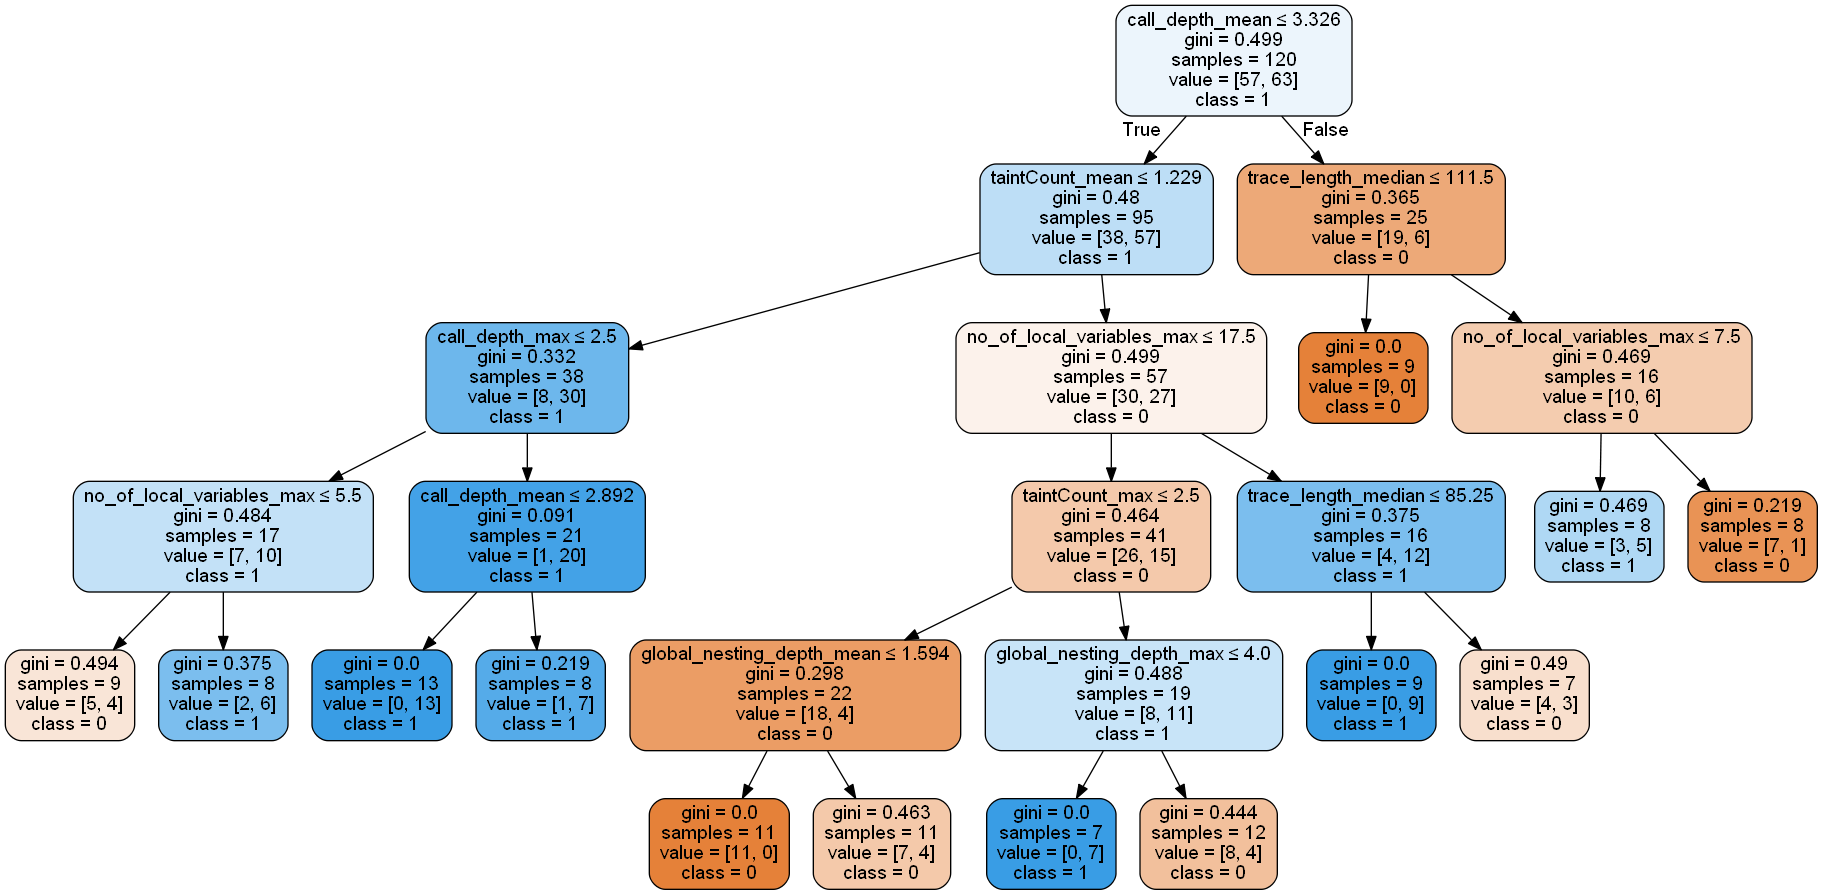 call_depth_mean ≤ 3.326
gini = 0.499
samples = 120
value = [57, 63]
class = 1
True
False
taintCount_mean ≤ 1.229
gini = 0.48
samples = 95
value = [38, 57]
class = 1
trace_length_median ≤ 111.5
gini = 0.365
samples = 25
value = [19, 6]
class = 0
call_depth_max ≤ 2.5
gini = 0.332
samples = 38
value = [8, 30]
class = 1
no_of_local_variables_max ≤ 17.5
gini = 0.499
samples = 57
value = [30, 27]
class = 0
gini = 0.0
samples = 9
value = [9, 0]
class = 0
no_of_local_variables_max ≤ 7.5
gini = 0.469
samples = 16
value = [10, 6]
class = 0
no_of_local_variables_max ≤ 5.5
gini = 0.484
samples = 17
value = [7, 10]
class = 1
call_depth_mean ≤ 2.892
gini = 0.091
samples = 21
value = [1, 20]
class = 1
taintCount_max ≤ 2.5
gini = 0.464
samples = 41
value = [26, 15]
class = 0
trace_length_median ≤ 85.25
gini = 0.375
samples = 16
value = [4, 12]
class = 1
gini = 0.469
samples = 8
value = [3, 5]
class = 1
gini = 0.219
samples = 8
value = [7, 1]
class = 0
gini = 0.494
samples = 9
value = [5, 4]
class = 0
gini = 0.375
samples = 8
value = [2, 6]
class = 1
gini = 0.0
samples = 13
value = [0, 13]
class = 1
gini = 0.219
samples = 8
value = [1, 7]
class = 1
global_nesting_depth_mean ≤ 1.594
gini = 0.298
samples = 22
value = [18, 4]
class = 0
global_nesting_depth_max ≤ 4.0
gini = 0.488
samples = 19
value = [8, 11]
class = 1
gini = 0.0
samples = 9
value = [0, 9]
class = 1
gini = 0.49
samples = 7
value = [4, 3]
class = 0
gini = 0.0
samples = 11
value = [11, 0]
class = 0
gini = 0.463
samples = 11
value = [7, 4]
class = 0
gini = 0.0
samples = 7
value = [0, 7]
class = 1
gini = 0.444
samples = 12
value = [8, 4]
class = 0